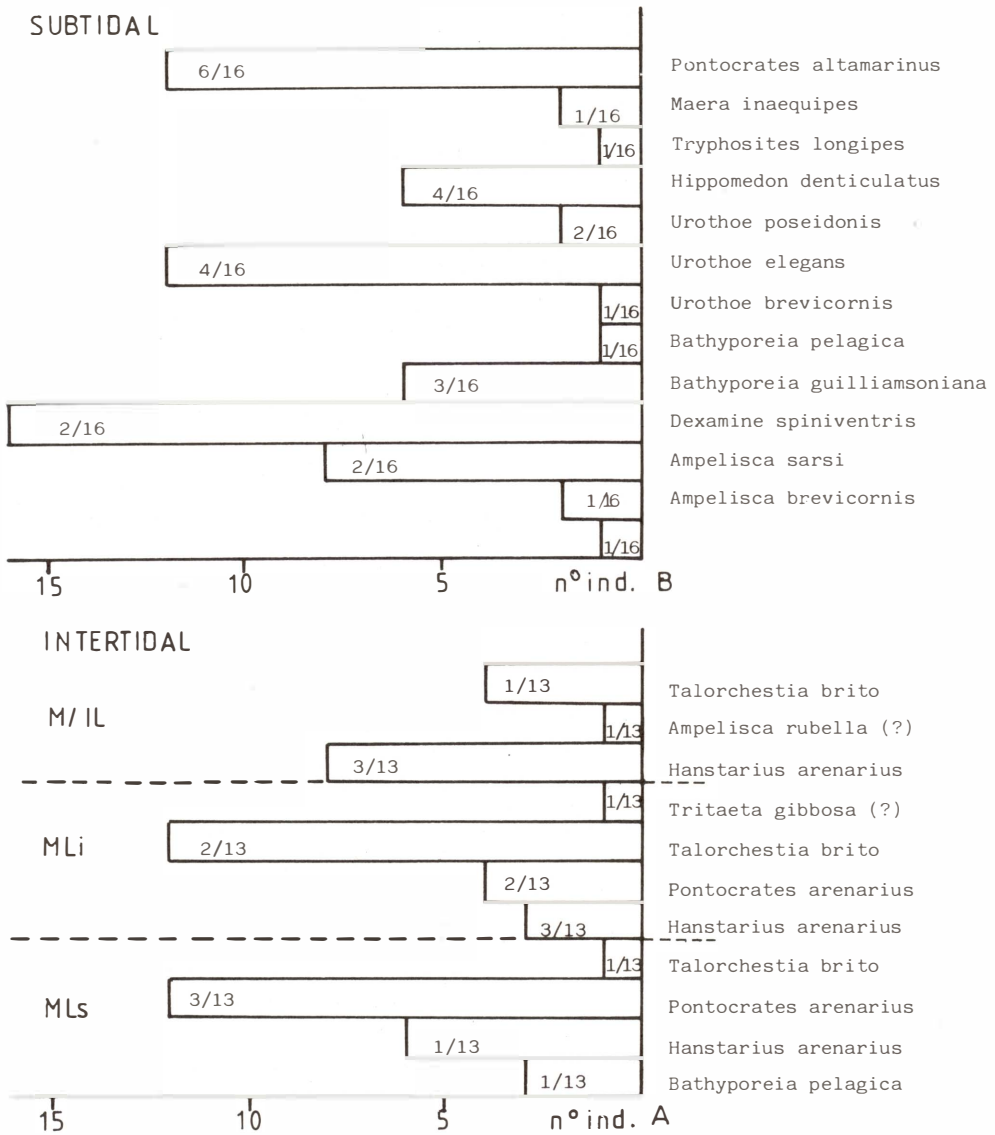 SUBTIDAL
6/16 Pontocrates altamarinus
1/16 Maera inaequipes
1/16 Tryphosites longipes
4/16 Hippomedon denticulatus
2/16 Urothoe poseidonis
4/16 Urothoe elegans
1/16 Urothoe brevicornis
1/16 Bathyporeia pelagica
3/16 Bathyporeia guilliamsoniana
2/16 Dexamine spiniventris
2/16 Ampelisca sarsi
1/16 Ampelisca brevicornis
1/16
15 10 5 nº ind. B
INTERTIDAL
1/13 Talorchestia brito
M/IL 1/13 Ampelisca rubella (?)
3/13 Hanstarius arenarius
1/13 Tritaeta gibbosa (?)
MLi 2/13 Talorchestia brito
2/13 Pontocrates arenarius
3/13 Hanstarius arenarius
1/13 Talorchestia brito
MLs 3/13 Pontocrates arenarius
1/13 Hanstarius arenarius
1/13 Bathyporeia pelagica
15 10 5 nº ind. A